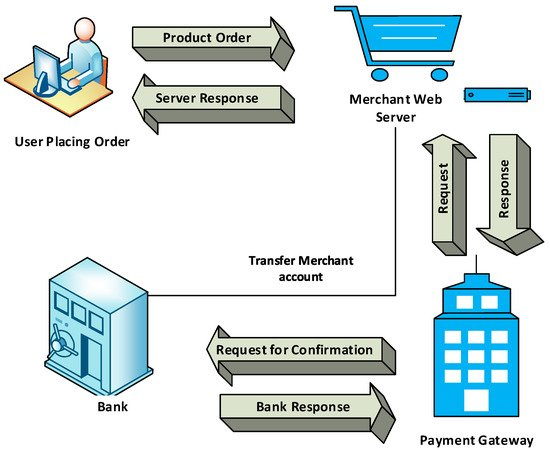 Product Order
Server Response
User Placing Order
Merchant Web
Server
Request
Response
Transfer Merchant
account
Request for Confirmation
Bank Response
Bank
Payment Gateway